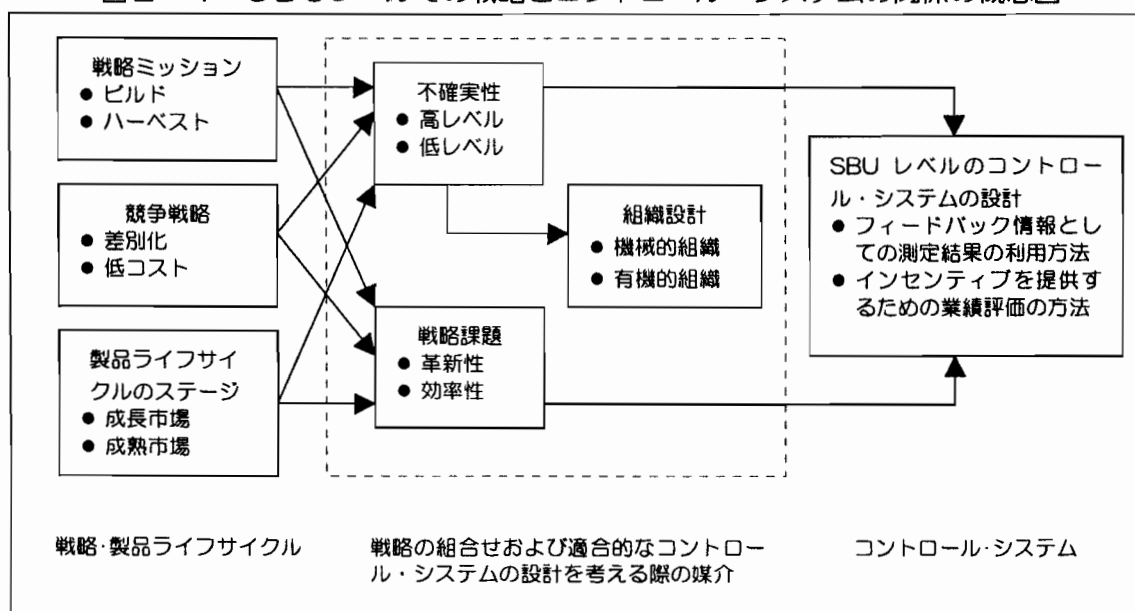 戦略ミッション
● ビルド
● ハーベスト
競争戦略
● 差別化
● 低コスト
製品ライフサイ
クルのステージ
● 成長市場
● 成熟市場
不確実性
● 高レベル
● 低レベル
組織設計
● 機械的組織
● 有機的組織
戦略課題
● 革新性
● 効率性
SBU レベルのコントロー
ル・システムの設計
● フィードバック情報とし
ての測定結果の利用方法
● インセンティブを提供す
るための業績評価の方法
戦略・製品ライフサイクル
戦略の組合せおよび適合的なコントロー
ル・システムの設計を考える際の媒介
コントロール・システム